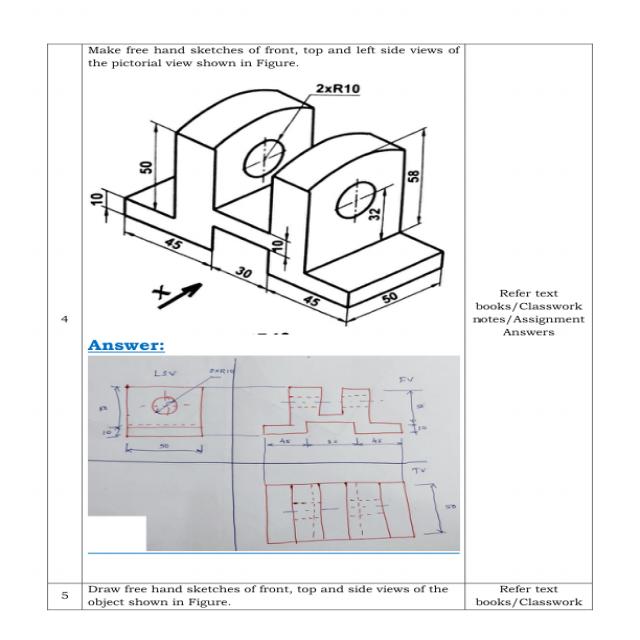 Make free hand sketches of front, top and left side views of
the pictorial view shown in Figure.
2xR10
50
58
10
32
10
45
30
45
50
X
4
Refer text
books/Classwork
notes/Assignment
Answers
Answer:
LSV
2xR10
FV
10
50
10
45
45
TV
50
5
Draw free hand sketches of front, top and side views of the
object shown in Figure.
Refer text
books/Classwork